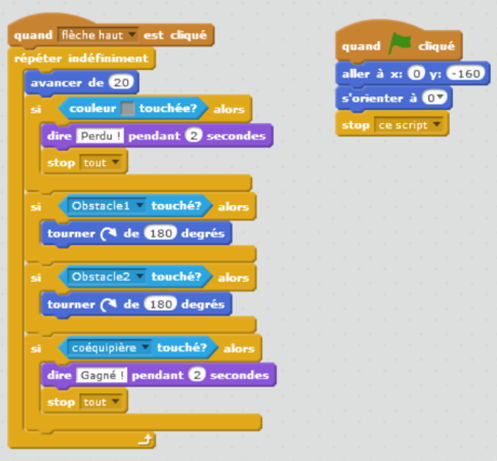 quand flèche haut est cliqué
répéter indéfiniment
avancer de 20
si couleur touchée? alors
dire Perdu ! pendant 2 secondes
stop tout
si Obstacle1 touché? alors
tourner de 180 degrés
si Obstacle2 touché? alors
tourner de 180 degrés
si coéquipière touché? alors
dire Gagné ! pendant 2 secondes
stop tout
quand cliqué
aller à x: 0 y: -160
s'orienter à 0
stop ce script